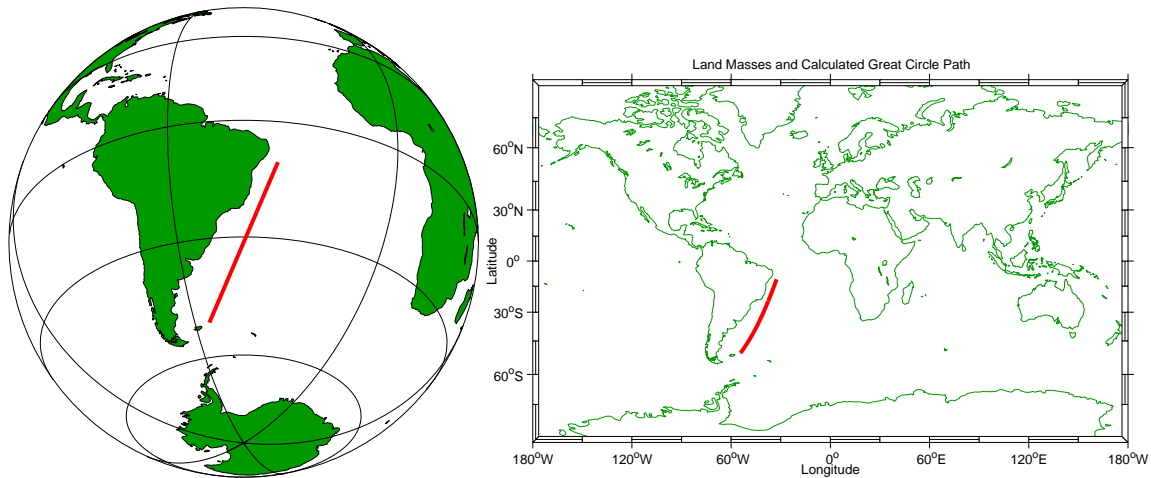 Land Masses and Calculated Great Circle Path
60°N
30°N
0°
30°S
60°S
Latitude
180°W
120°W
60°W
0°
60°E
120°E
180°W
Longitude